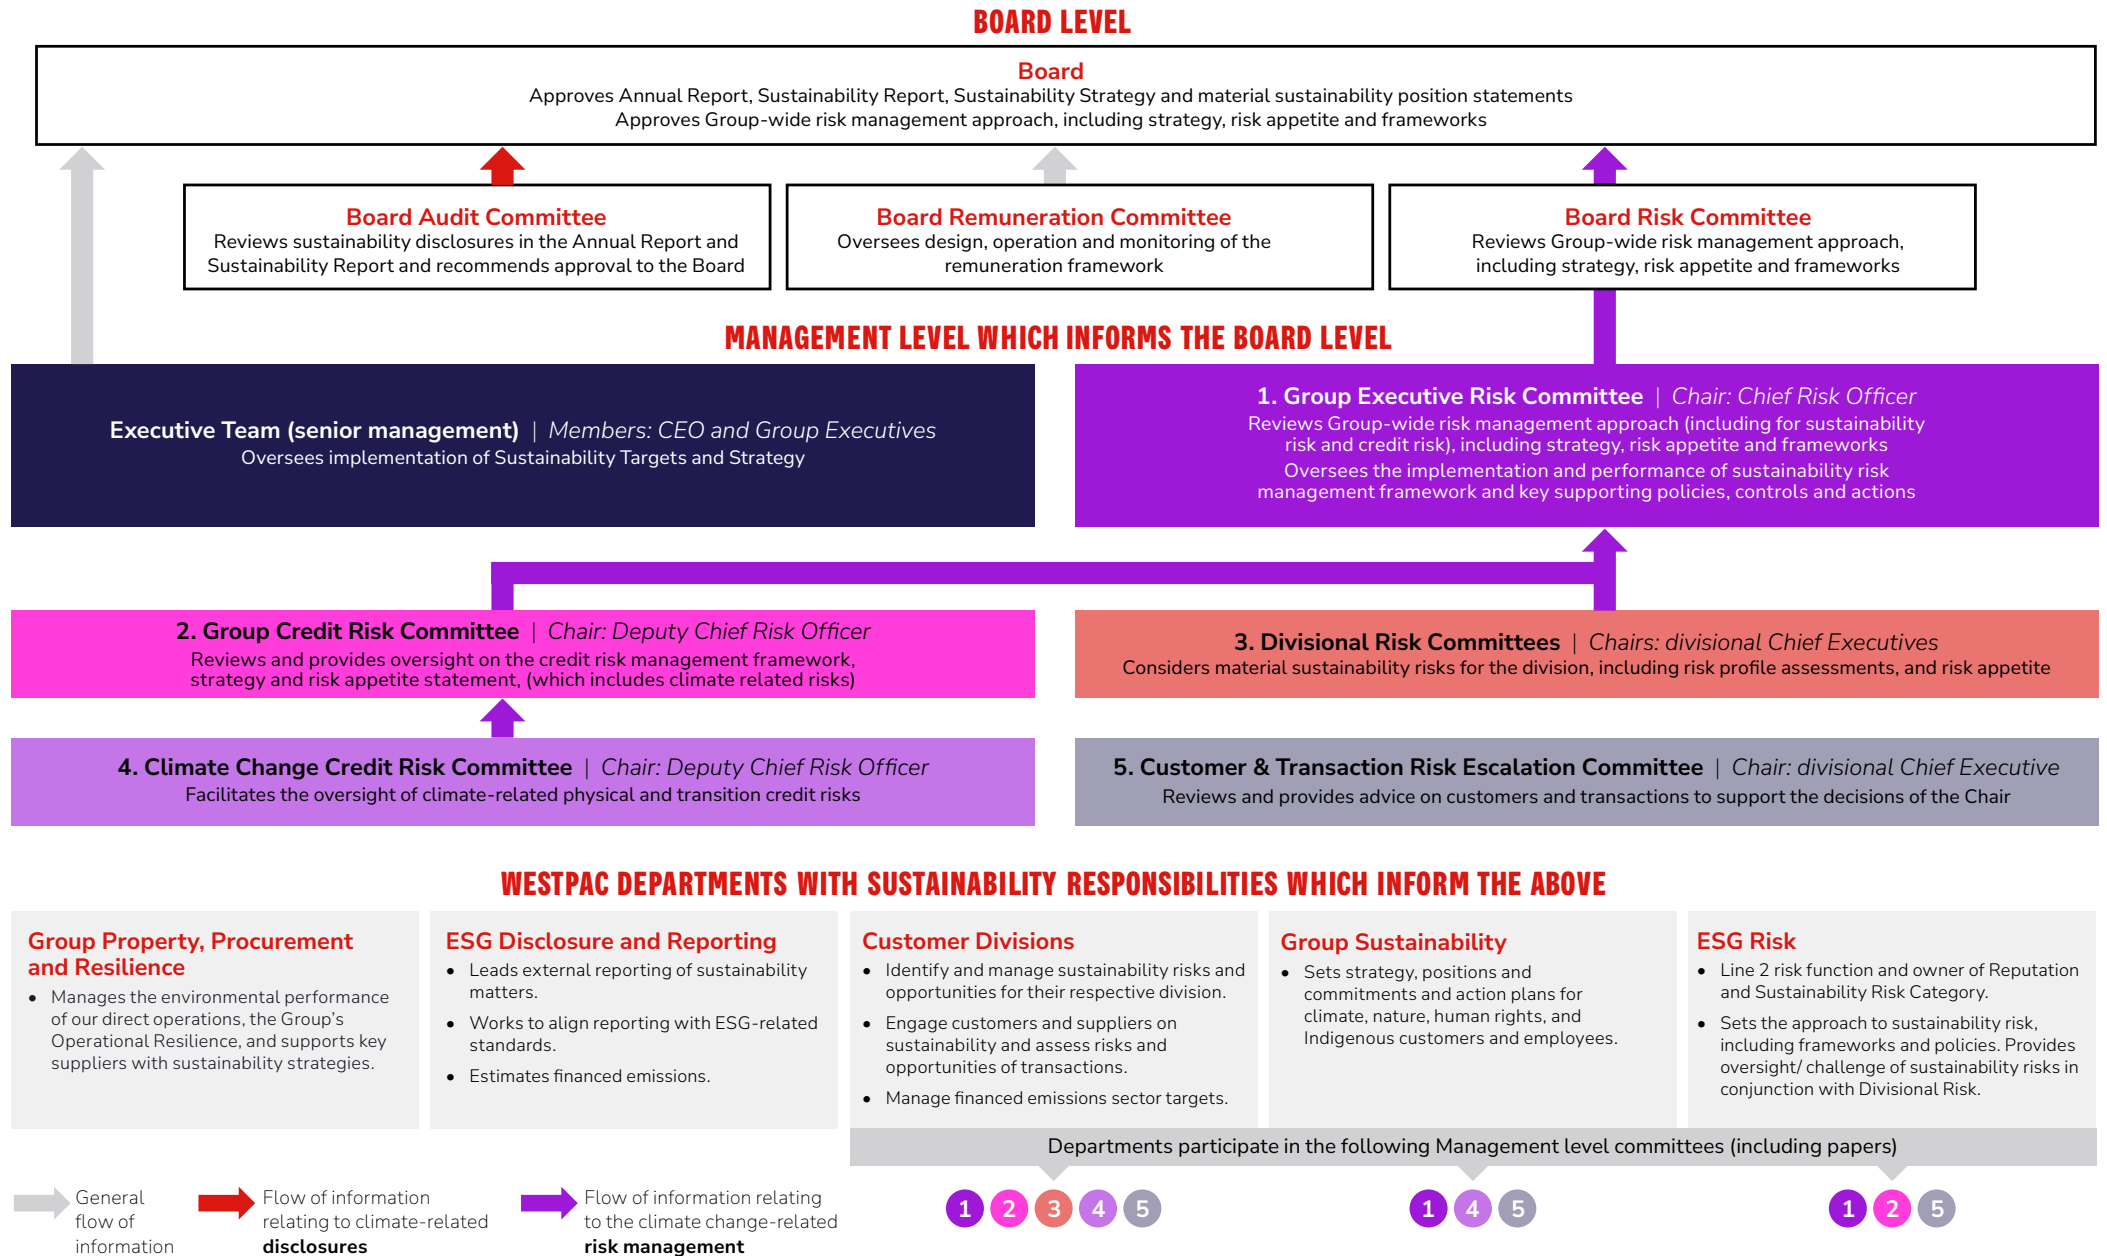 BOARD LEVEL
Board
Approves Annual Report, Sustainability Report, Sustainability Strategy and material sustainability position statements
Approves Group-wide risk management approach, including strategy, risk appetite and frameworks
Board Audit Committee
Reviews sustainability disclosures in the Annual Report and
Sustainability Report and recommends approval to the Board
Board Remuneration Committee
Oversees design, operation and monitoring of the
remuneration framework
Board Risk Committee
Reviews Group-wide risk management approach,
including strategy, risk appetite and frameworks
MANAGEMENT LEVEL WHICH INFORMS THE BOARD LEVEL
Executive Team (senior management) | Members: CEO and Group Executives
Oversees implementation of Sustainability Targets and Strategy
1. Group Executive Risk Committee | Chair: Chief Risk Officer
Reviews Group-wide risk management approach (including for sustainability
risk and credit risk), including strategy, risk appetite and frameworks
Oversees the implementation and performance of sustainability risk
management framework and key supporting policies, controls and actions
2. Group Credit Risk Committee | Chair: Deputy Chief Risk Officer
Reviews and provides oversight on the credit risk management framework,
strategy and risk appetite statement, (which includes climate related risks)
3. Divisional Risk Committees | Chairs: divisional Chief Executives
Considers material sustainability risks for the division, including risk profile assessments, and risk appetite
4. Climate Change Credit Risk Committee | Chair: Deputy Chief Risk Officer
Facilitates the oversight of climate-related physical and transition credit risks
5. Customer & Transaction Risk Escalation Committee | Chair: divisional Chief Executive
Reviews and provides advice on customers and transactions to support the decisions of the Chair
WESTPAC DEPARTMENTS WITH SUSTAINABILITY RESPONSIBILITIES WHICH INFORM THE ABOVE
Group Property, Procurement
and Resilience
• Manages the environmental performance
of our direct operations, the Group's
Operational Resilience, and supports key
suppliers with sustainability strategies.
ESG Disclosure and Reporting
• Leads external reporting of sustainability
matters.
• Works to align reporting with ESG-related
standards.
• Estimates financed emissions.
Customer Divisions
• Identify and manage sustainability risks and
opportunities for their respective division.
• Engage customers and suppliers on
sustainability and assess risks and
opportunities of transactions.
• Manage financed emissions sector targets.
Group Sustainability
• Sets strategy, positions and
commitments and action plans for
climate, nature, human rights, and
Indigenous customers and employees.
ESG Risk
• Line 2 risk function and owner of Reputation
and Sustainability Risk Category.
• Sets the approach to sustainability risk,
including frameworks and policies. Provides
oversight/ challenge of sustainability risks in
conjunction with Divisional Risk.
Departments participate in the following Management level committees (including papers)
1 2 3 4 5
1 4 5
1 2 5
General
flow of
information
Flow of information
relating to climate-related
disclosures
Flow of information relating
to the climate change-related
risk management